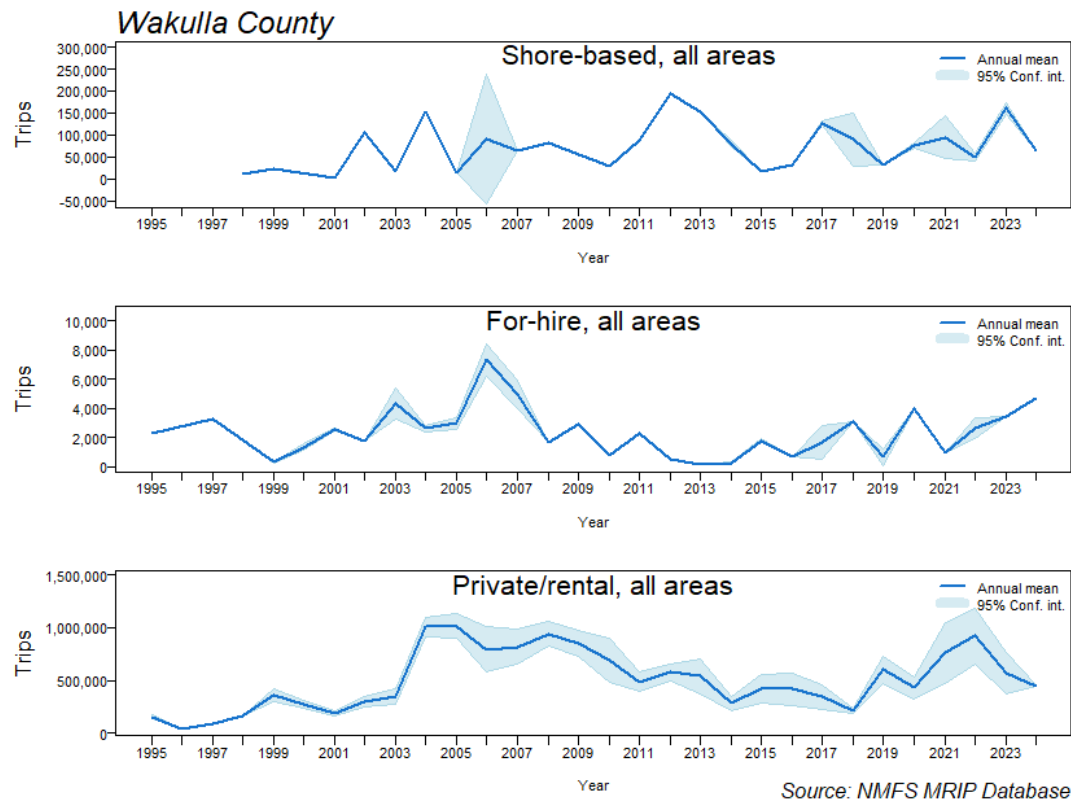 Wakulla County
Shore-based, all areas
Annual mean
95% Conf. int.
Trips
300,000
250,000
200,000
150,000
100,000
50,000
0
-50,000
1995 1997 1999 2001 2003 2005 2007 2009 2011 2013 2015 2017 2019 2021 2023
Year
For-hire, all areas
Annual mean
95% Conf. int.
Trips
10,000
8,000
6,000
4,000
2,000
0
1995 1997 1999 2001 2003 2005 2007 2009 2011 2013 2015 2017 2019 2021 2023
Year
Private/rental, all areas
Annual mean
95% Conf. int.
Trips
1,500,000
1,000,000
500,000
0
1995 1997 1999 2001 2003 2005 2007 2009 2011 2013 2015 2017 2019 2021 2023
Year
Source: NMFS MRIP Database